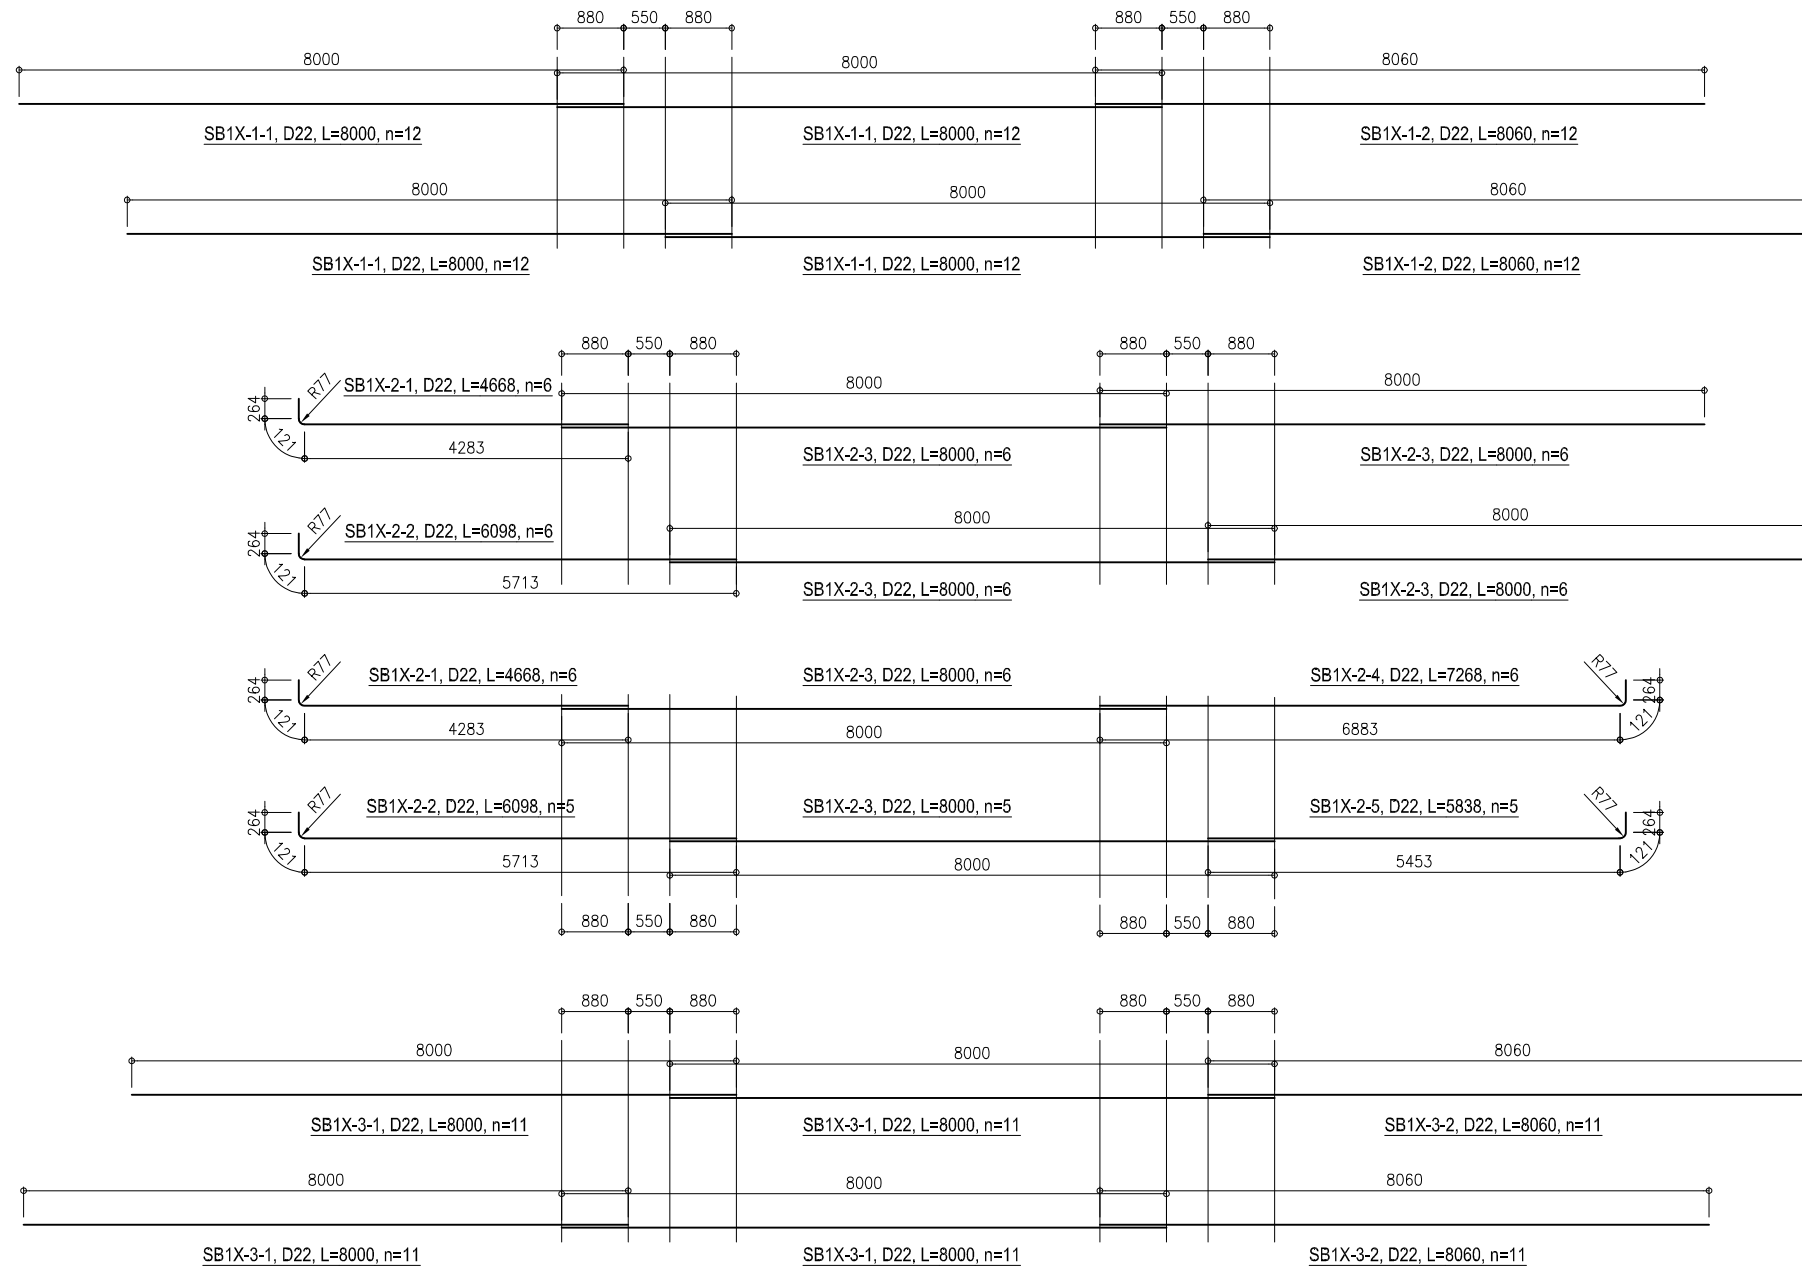 880 550 880 880 550 880
8000 8000 8060
SB1X-1-1, D22, L=8000, n=12 SB1X-1-1, D22, L=8000, n=12 SB1X-1-2, D22, L=8060, n=12
8000 8000 8060
SB1X-1-1, D22, L=8000, n=12 SB1X-1-1, D22, L=8000, n=12 SB1X-1-2, D22, L=8060, n=12
880 550 880 880 550 880
264 R77 SB1X-2-1, D22, L=4668, n=6 8000 8000
121 4283 SB1X-2-3, D22, L=8000, n=6 SB1X-2-3, D22, L=8000, n=6
264 R77 SB1X-2-2, D22, L=6098, n=6 8000 8000
121 5713 SB1X-2-3, D22, L=8000, n=6 SB1X-2-3, D22, L=8000, n=6
264 R77 SB1X-2-1, D22, L=4668, n=6 SB1X-2-3, D22, L=8000, n=6 SB1X-2-4, D22, L=7268, n=6 R77 264
121 4283 8000 6883 121
264 R77 SB1X-2-2, D22, L=6098, n=5 SB1X-2-3, D22, L=8000, n=5 SB1X-2-5, D22, L=5838, n=5 R77 264
121 5713 8000 5453 121
880 550 880 880 550 880
880 550 880 880 550 880
8000 8000 8060
SB1X-3-1, D22, L=8000, n=11 SB1X-3-1, D22, L=8000, n=11 SB1X-3-2, D22, L=8060, n=11
8000 8000 8060
SB1X-3-1, D22, L=8000, n=11 SB1X-3-1, D22, L=8000, n=11 SB1X-3-2, D22, L=8060, n=11